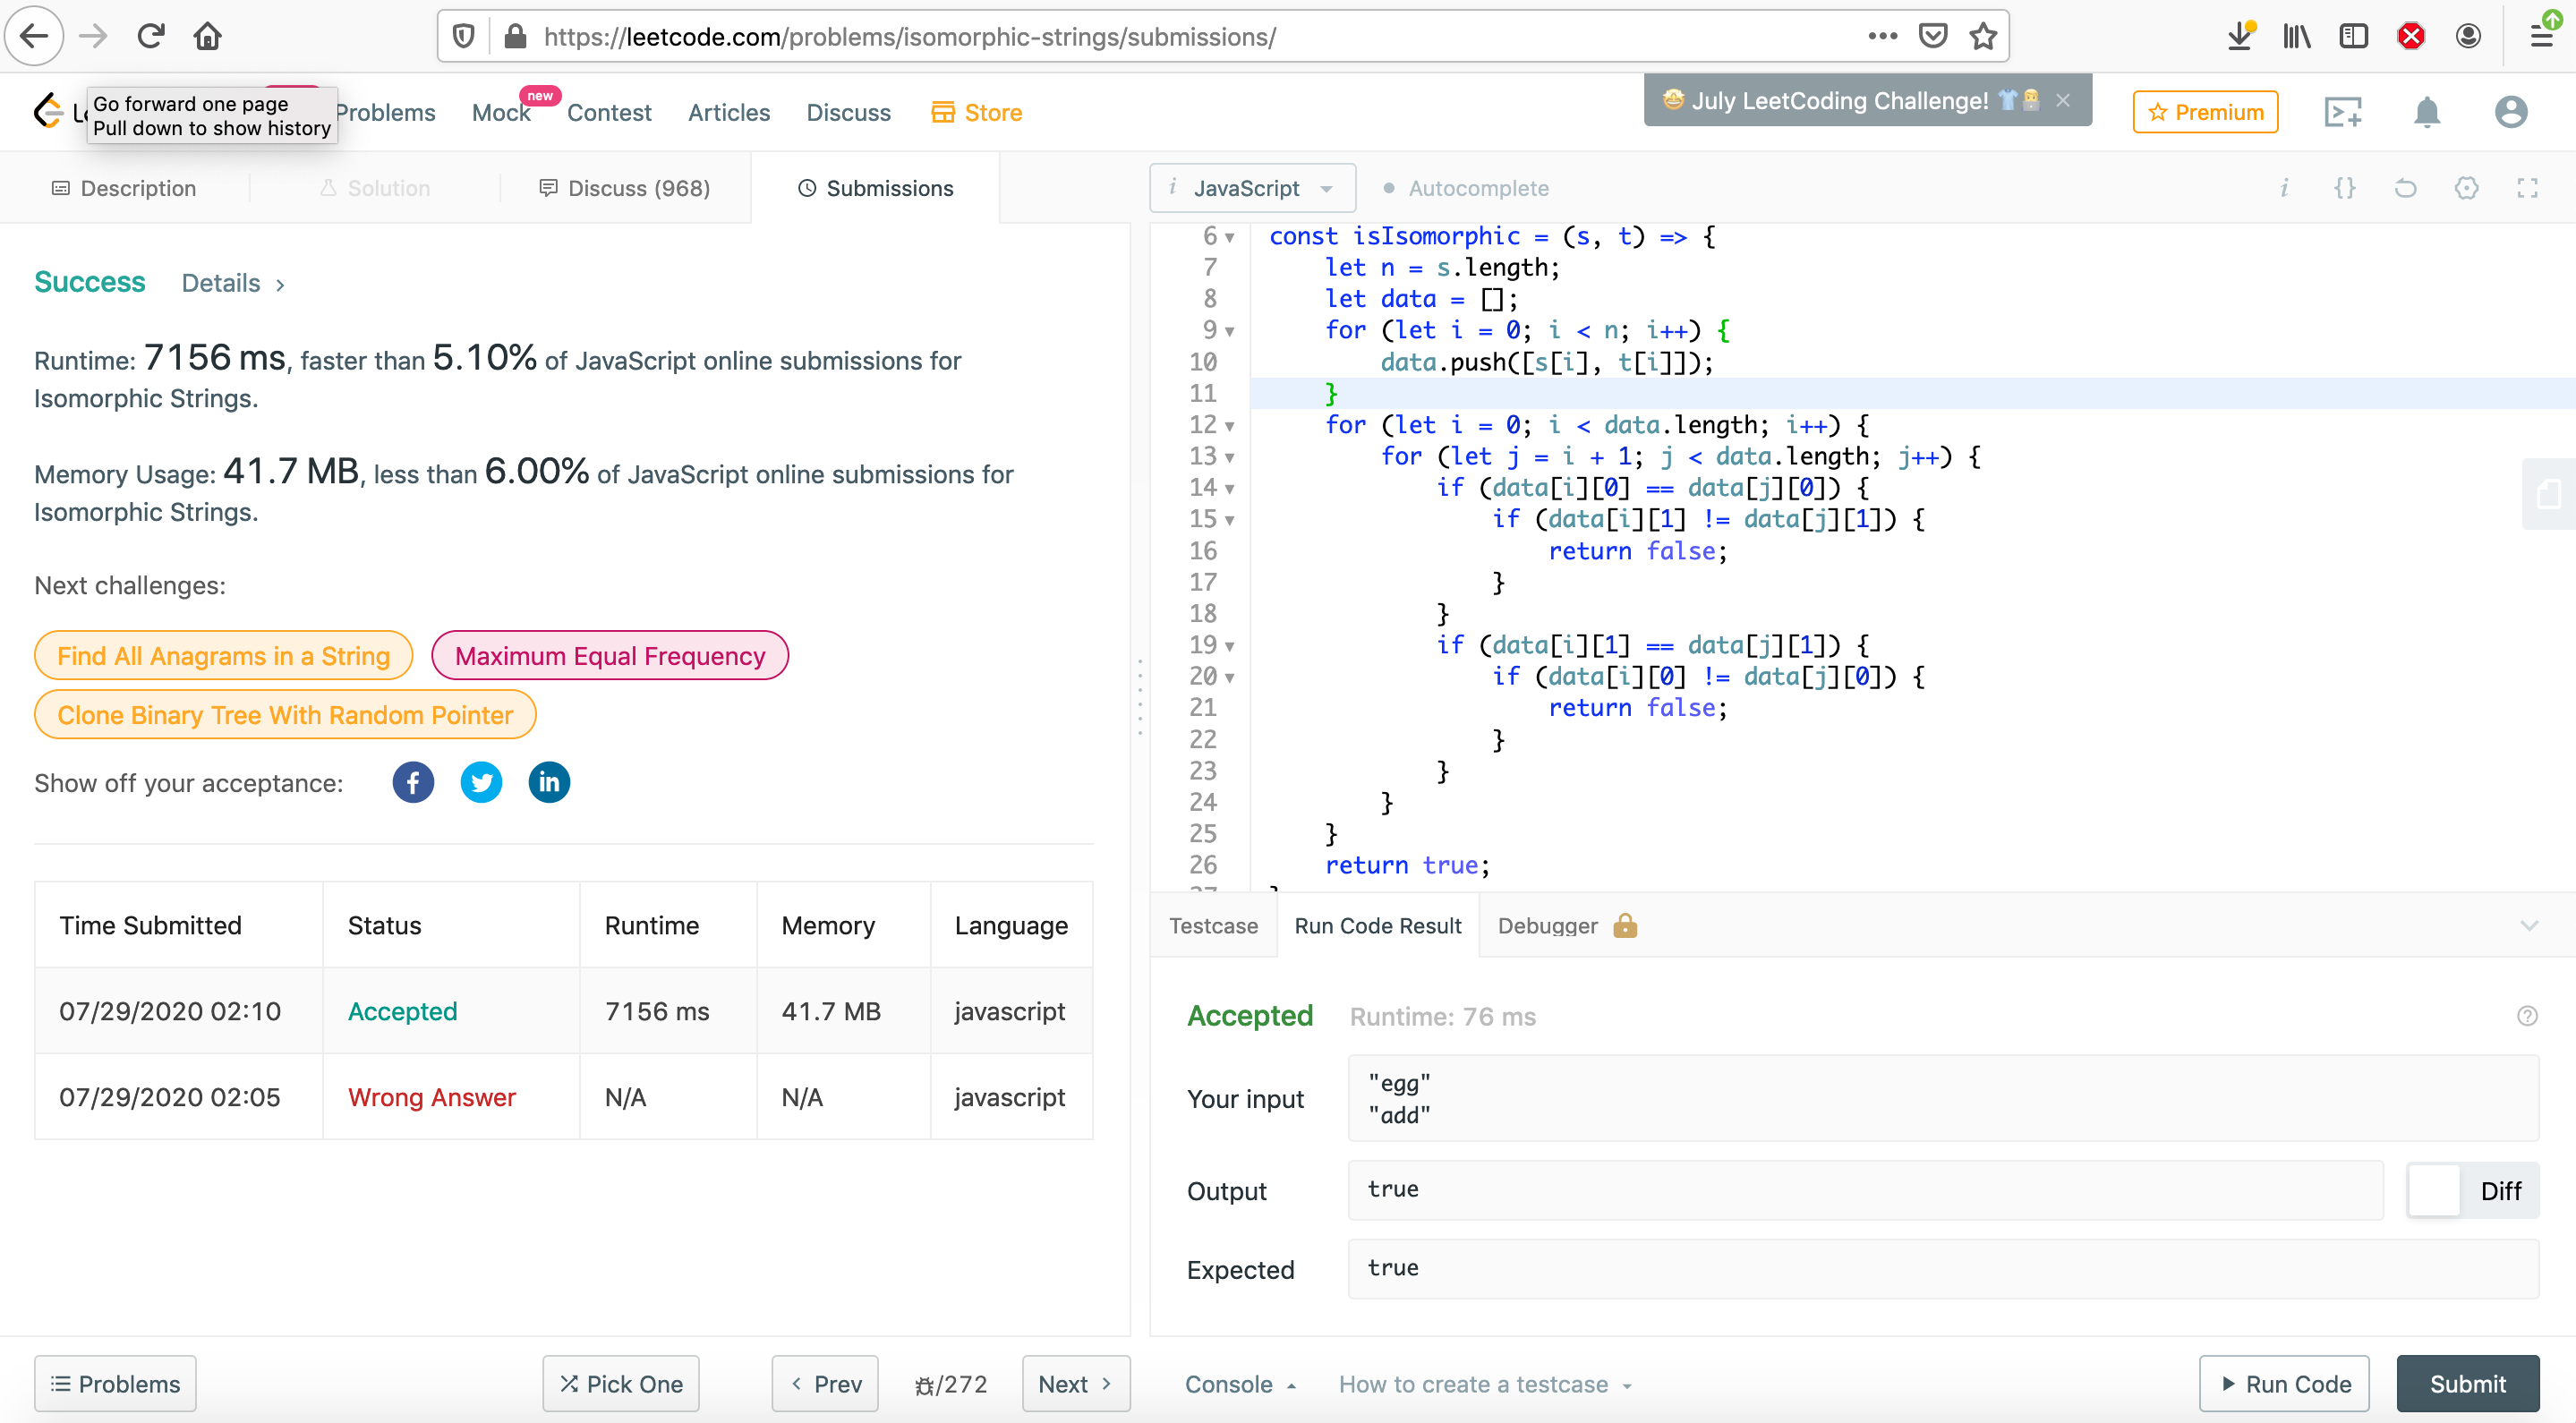 https://leetcode.com/problems/isomorphic-strings/submissions/
Go forward one page
Pull down to show history
Problems
Mock
new
Contest
Articles
Discuss
Store
July LeetCoding Challenge!
Premium
Description
Solution
Discuss (968)
Submissions
i JavaScript
Autocomplete
i {}
Success Details >
Runtime: 7156 ms, faster than 5.10% of JavaScript online submissions for
Isomorphic Strings.
Memory Usage: 41.7 MB, less than 6.00% of JavaScript online submissions for
Isomorphic Strings.
Next challenges:
Find All Anagrams in a String
Maximum Equal Frequency
Clone Binary Tree With Random Pointer
Show off your acceptance:
Time Submitted Status Runtime Memory Language
07/29/2020 02:10 Accepted 7156 ms 41.7 MB javascript
07/29/2020 02:05 Wrong Answer N/A N/A javascript
6 const isIsomorphic = (s, t) => {
7 let n = s.length;
8 let data = [];
9 for (let i = 0; i < n; i++) {
10 data.push([s[i], t[i]]);
11 }
12 for (let i = 0; i < data.length; i++) {
13 for (let j = i + 1; j < data.length; j++) {
14 if (data[i][0] == data[j][0]) {
15 if (data[i][1] != data[j][1]) {
16 return false;
17 }
18 }
19 if (data[i][1] == data[j][1]) {
20 if (data[i][0] != data[j][0]) {
21 return false;
22 }
23 }
24 }
25 }
26 return true;
Testcase
Run Code Result
Debugger
Accepted Runtime: 76 ms
Your input
"egg"
"add"
Output
true
Diff
Expected
true
Problems
Pick One
< Prev
/272
Next >
Console
How to create a testcase
Run Code
Submit